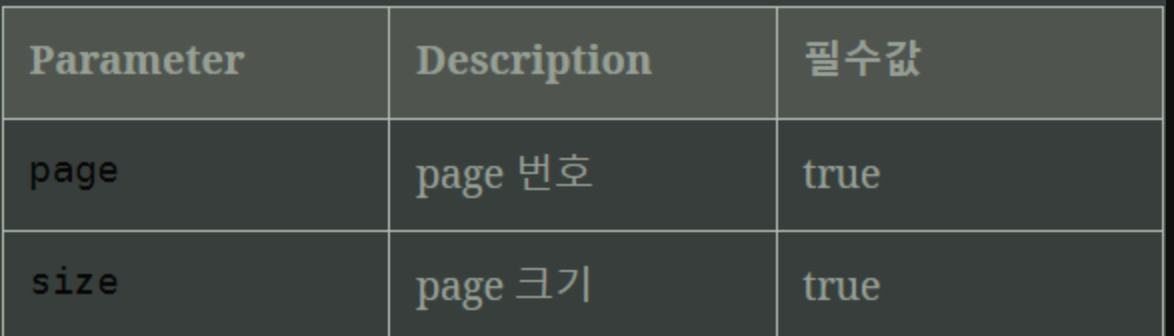 Parameter Description 필수값
page page 번호 true
size page 크기 true